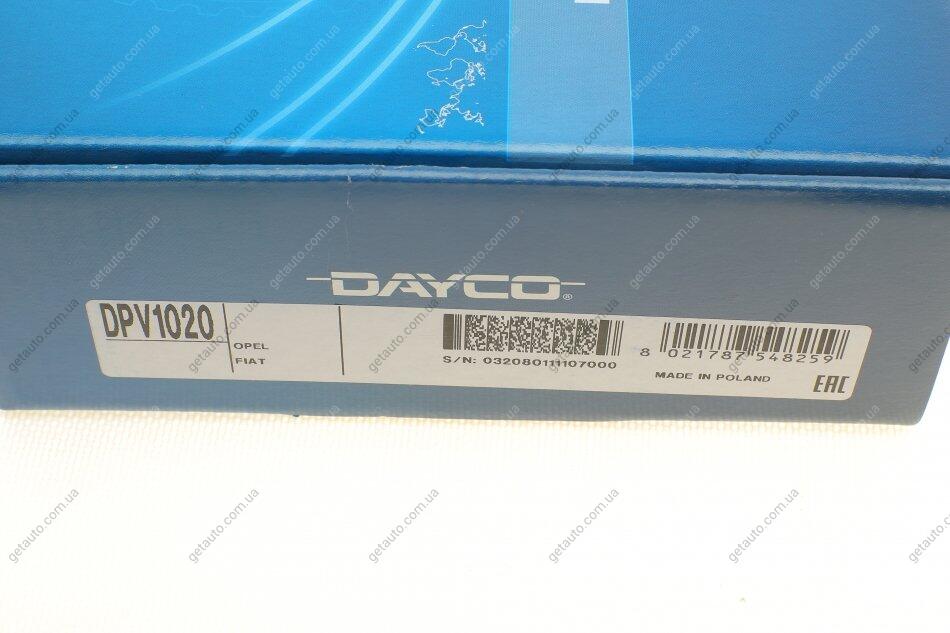 DAYCO®
DPV1020
OPEL
FIAT
S/N: 032080111107000
8 021787 548259
MADE IN POLAND
EAC
getauto.com.ua